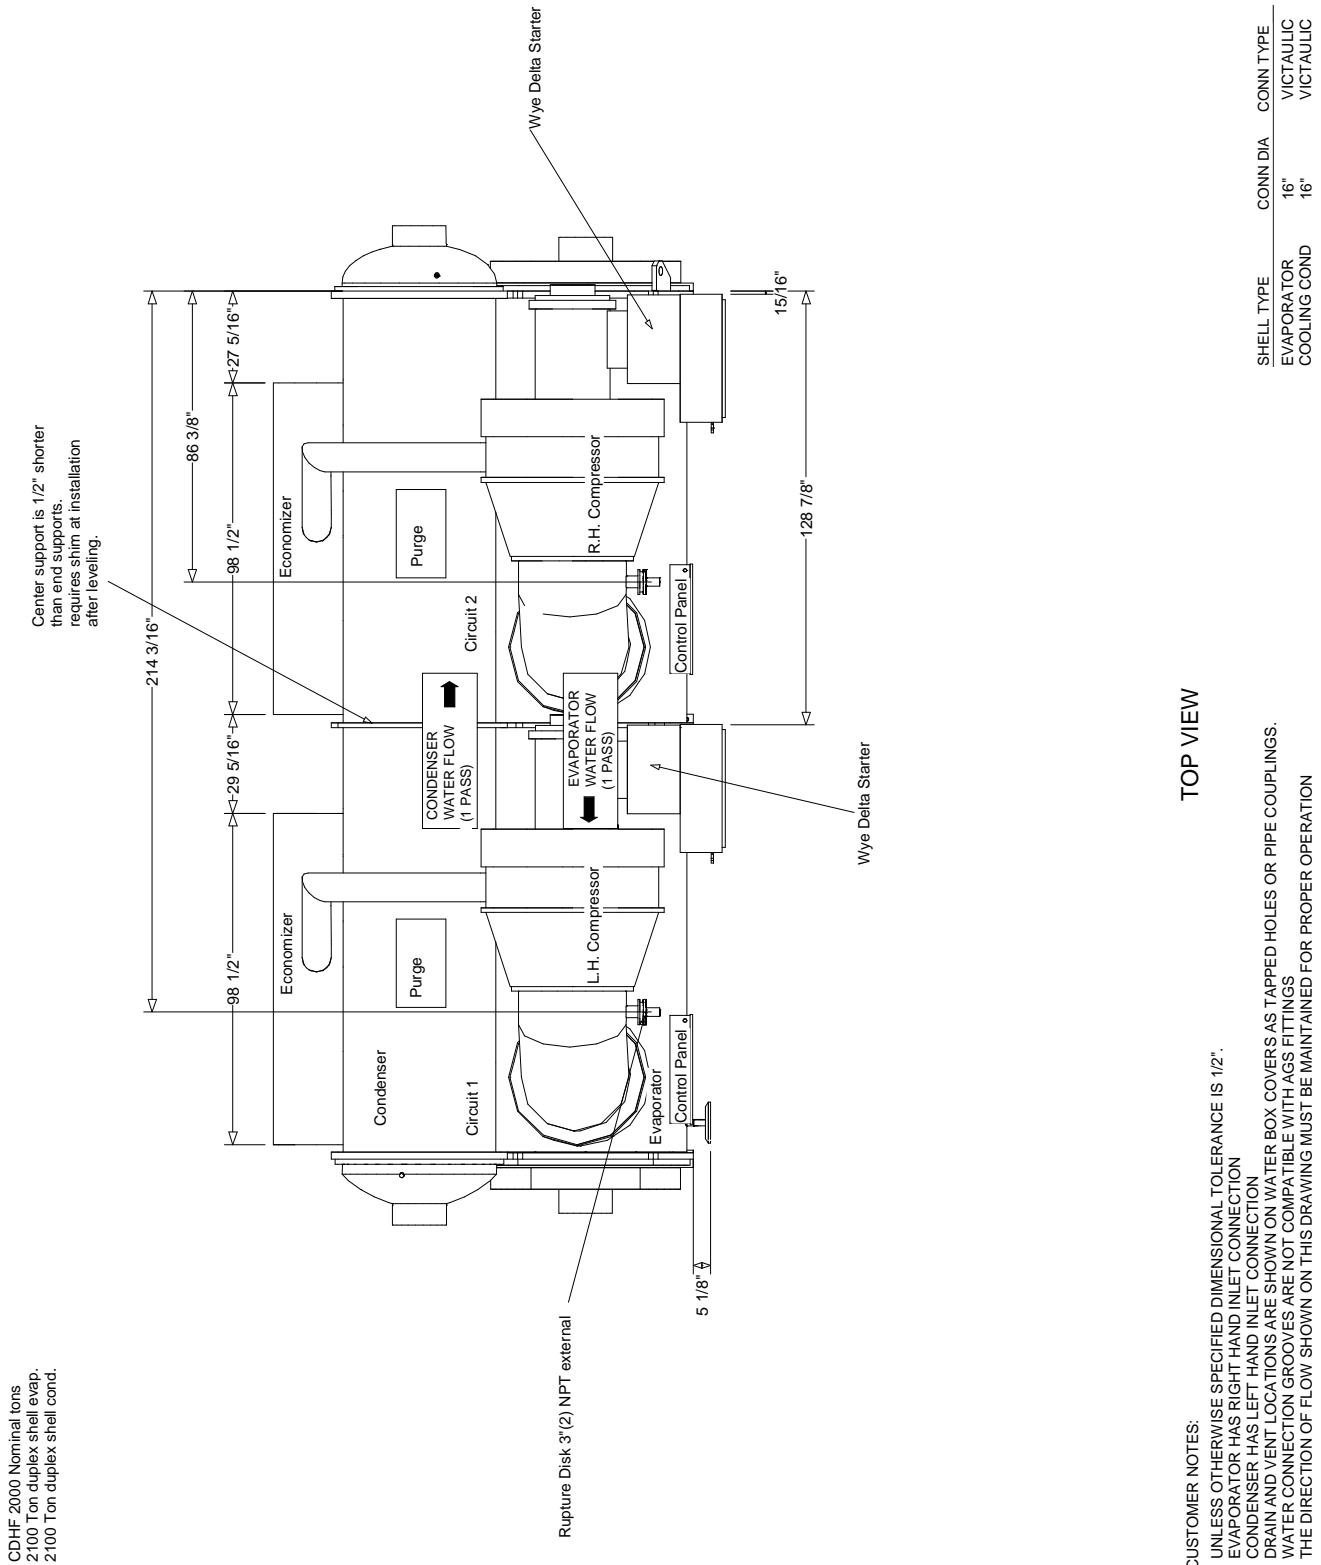 CDHF 2000 Nominal tons
2100 Ton duplex shell evap.
2100 Ton duplex shell cond.
Center support is 1/2" shorter
than end supports.
requires shim at installation
after leveling.
214 3/16"
86 3/8"
98 1/2"
29 5/16"
98 1/2"
27 5/16"
Economizer
Economizer
Purge
Purge
Condenser
Circuit 1
Circuit 2
CONDENSER
WATER FLOW
(1 PASS)
EVAPORATOR
WATER FLOW
(1 PASS)
L.H. Compressor
R.H. Compressor
Evaporator
Control Panel
Control Panel
Wye Delta Starter
Wye Delta Starter
Rupture Disk 3"(2) NPT external
5 1/8"
128 7/8"
15/16"
TOP VIEW
CUSTOMER NOTES:
UNLESS OTHERWISE SPECIFIED DIMENSIONAL TOLERANCE IS 1/2".
EVAPORATOR HAS RIGHT HAND INLET CONNECTION
CONDENSER HAS LEFT HAND INLET CONNECTION
DRAIN AND VENT LOCATIONS ARE SHOWN ON WATER BOX COVERS AS TAPPED HOLES OR PIPE COUPLINGS.
WATER CONNECTION GROOVES ARE NOT COMPATIBLE WITH AGS FITTINGS
THE DIRECTION OF FLOW SHOWN ON THIS DRAWING MUST BE MAINTAINED FOR PROPER OPERATION
SHELL TYPE CONN DIA CONN TYPE
EVAPORATOR 16" VICTAULIC
COOLING COND 16" VICTAULIC